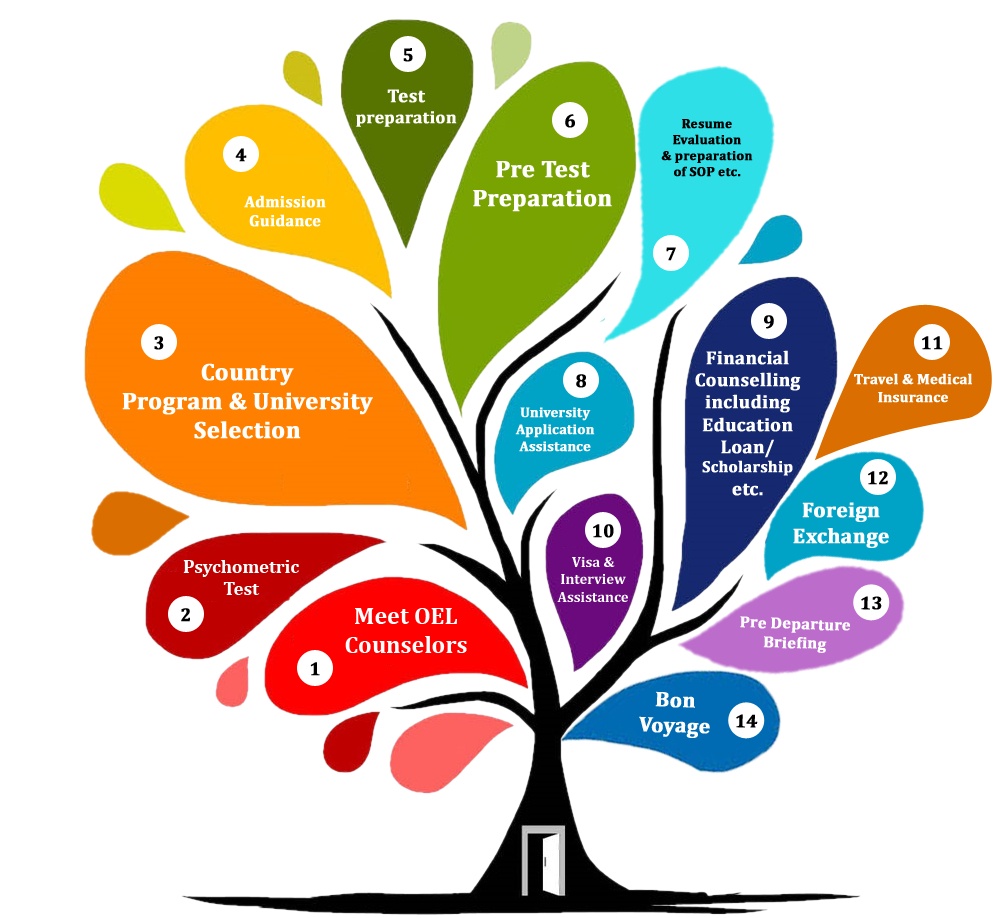 1
Meet OEL
Counselors
2
Psychometric
Test
3
Country
Program & University
Selection
4
Admission
Guidance
5
Test
preparation
6
Pre Test
Preparation
7
Resume
Evaluation
& preparation
of SOP etc.
8
University
Application
Assistance
9
Financial
Counselling
including
Education
Loan/
Scholarship
etc.
10
Visa &
Interview
Assistance
11
Travel & Medical
Insurance
12
Foreign
Exchange
13
Pre Departure
Briefing
14
Bon
Voyage